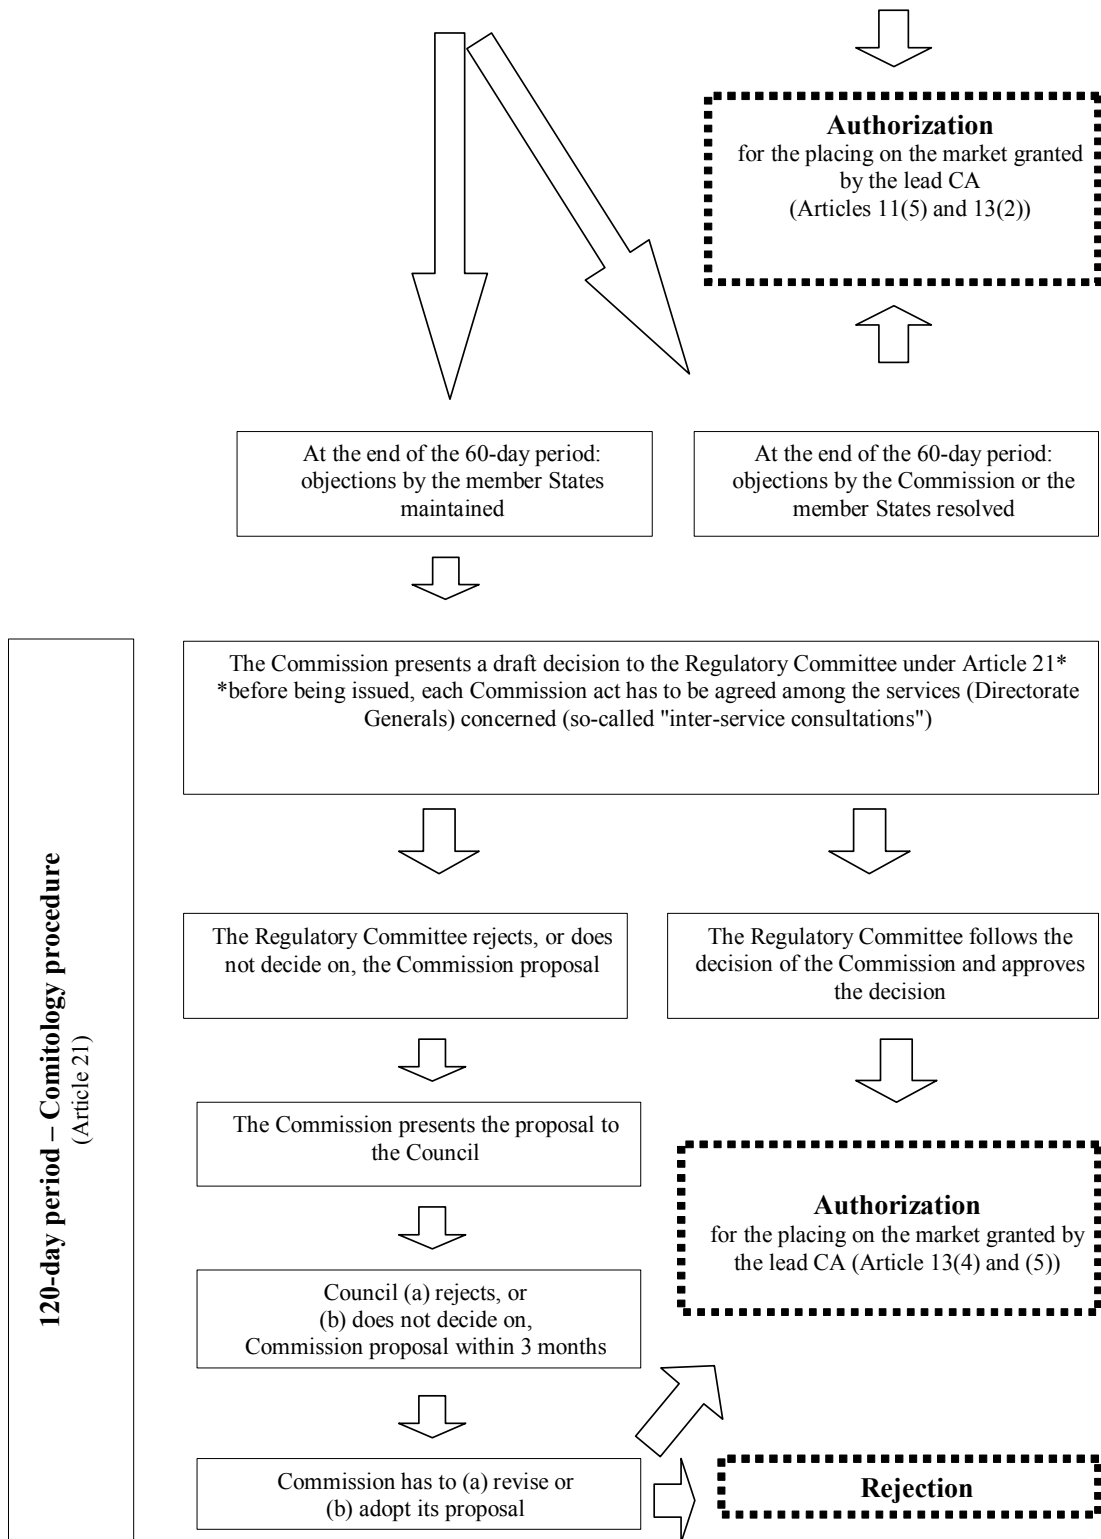 Authorization
for the placing on the market granted
by the lead CA
(Articles 11(5) and 13(2))
At the end of the 60-day period:
objections by the member States
maintained
At the end of the 60-day period:
objections by the Commission or the
member States resolved
The Commission presents a draft decision to the Regulatory Committee under Article 21*
*before being issued, each Commission act has to be agreed among the services (Directorate
Generals) concerned (so-called "inter-service consultations")
120-day period – Comitology procedure
(Article 21)
The Regulatory Committee rejects, or does
not decide on, the Commission proposal
The Regulatory Committee follows the
decision of the Commission and approves
the decision
The Commission presents the proposal to
the Council
Authorization
for the placing on the market granted by
the lead CA (Article 13(4) and (5))
Council (a) rejects, or
(b) does not decide on,
Commission proposal within 3 months
Commission has to (a) revise or
(b) adopt its proposal
Rejection